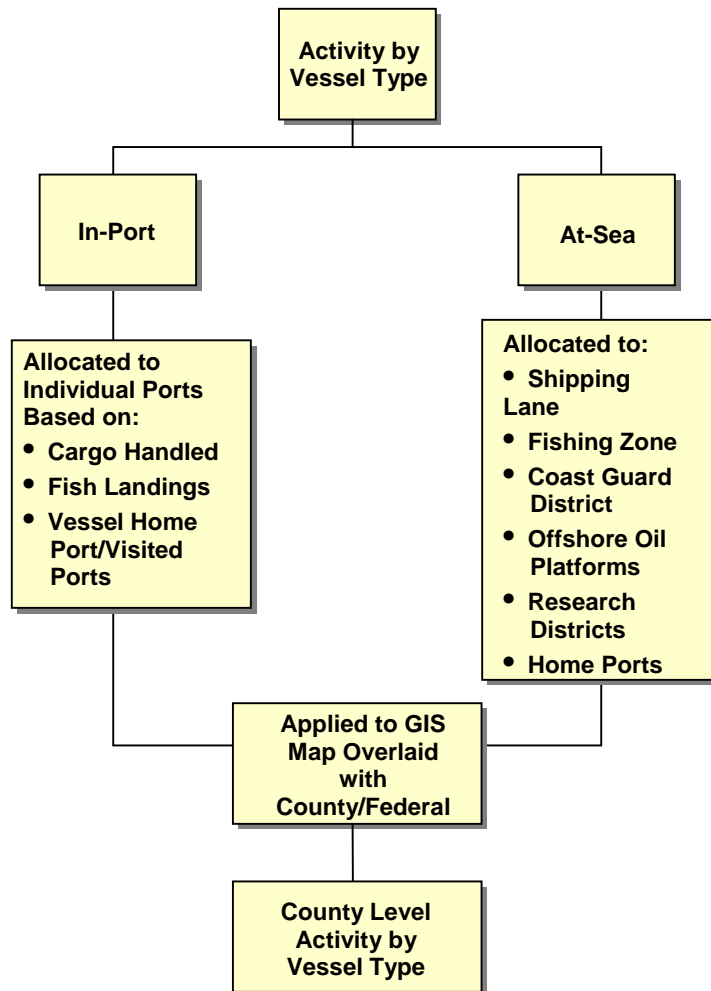 Activity by
Vessel Type
In-Port
At-Sea
Allocated to
Individual Ports
Based on:
• Cargo Handled
• Fish Landings
• Vessel Home
Port/Visited
Ports
Allocated to:
• Shipping
Lane
• Fishing Zone
• Coast Guard
District
• Offshore Oil
Platforms
• Research
Districts
• Home Ports
Applied to GIS
Map Overlaid
with
County/Federal
County Level
Activity by
Vessel Type